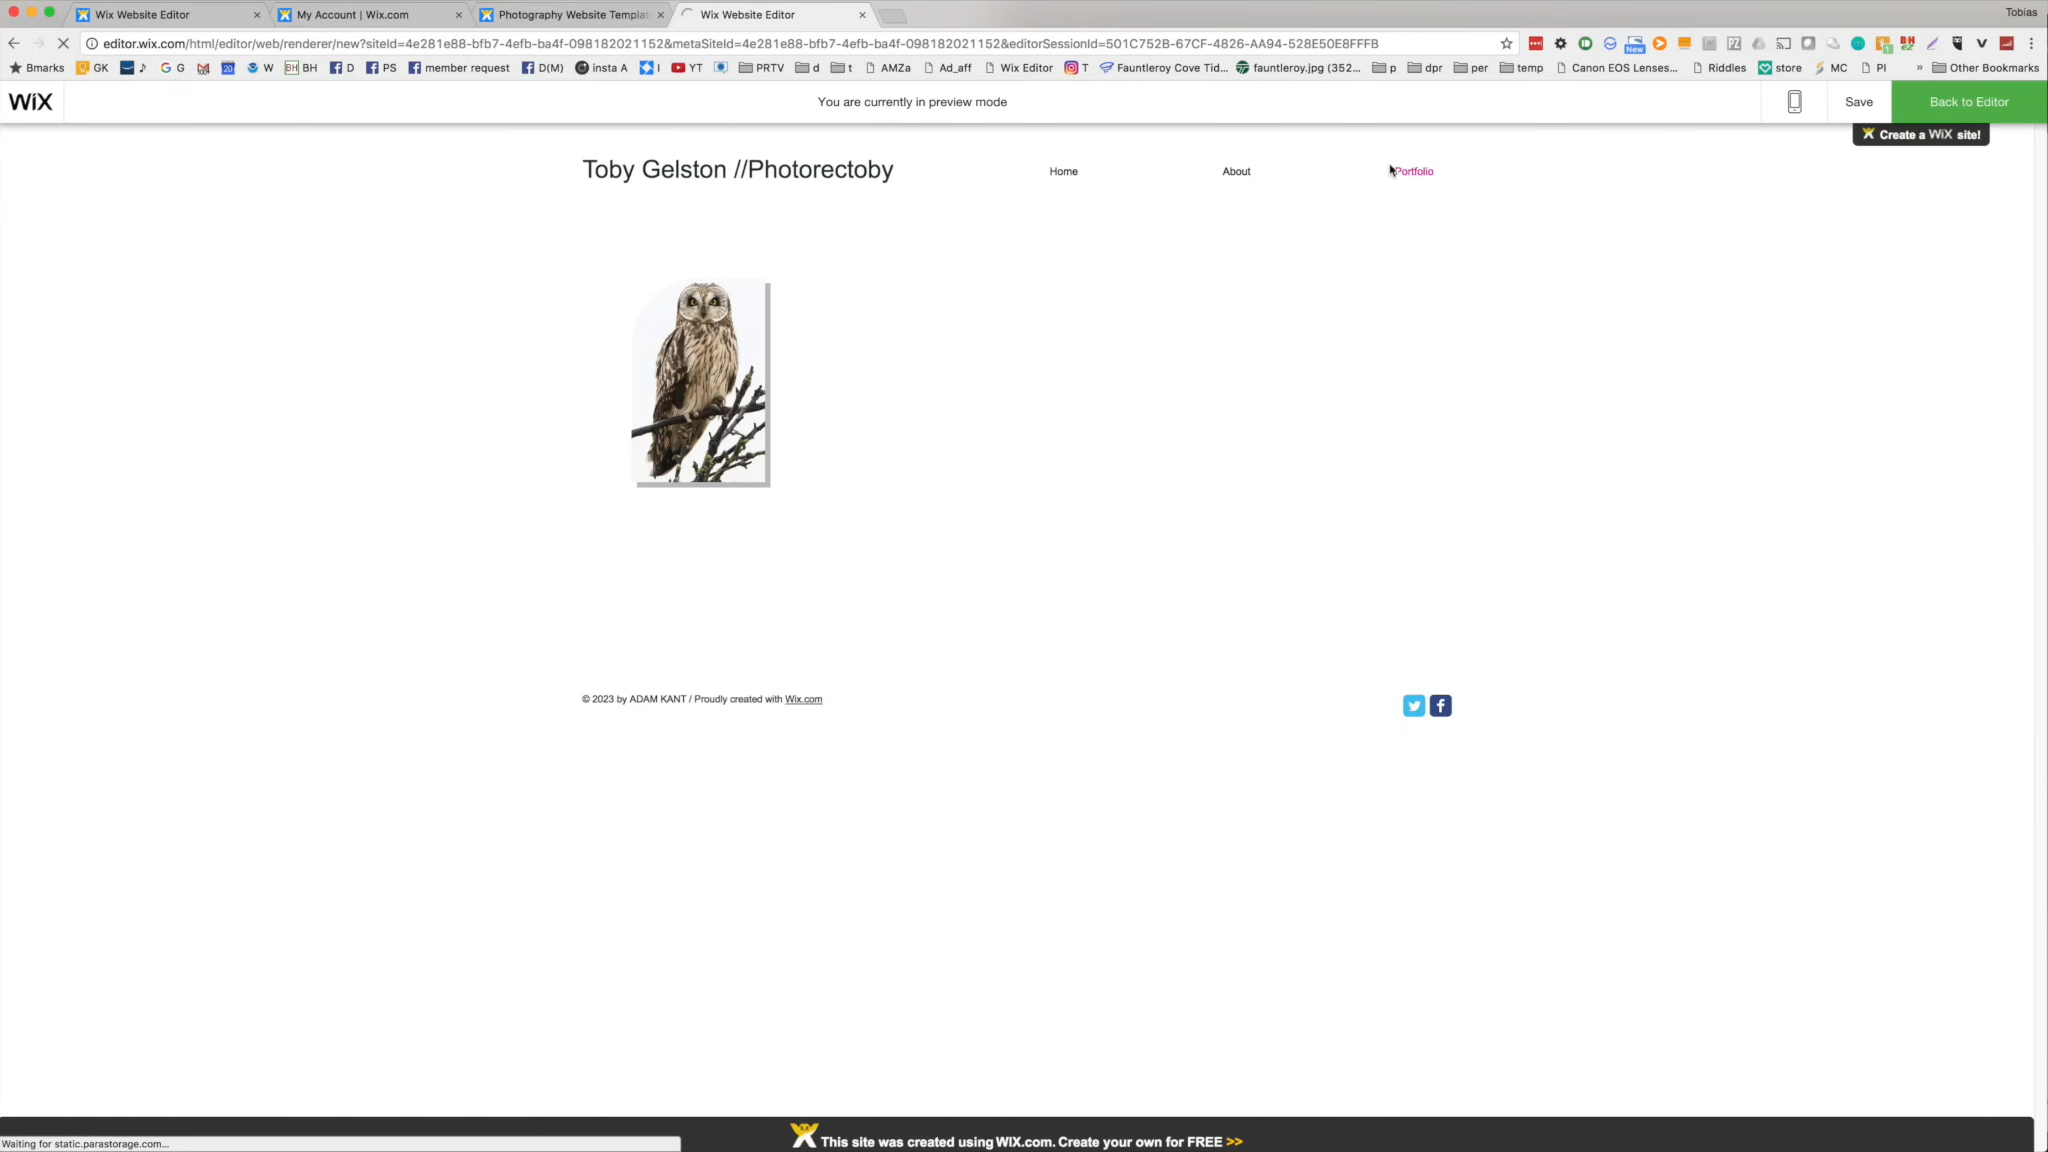 Wix Website Editor
My Account | Wix.com
Photography Website Templat
Wix Website Editor
Tobias
editor.wix.com/html/editor/web/renderer/new?siteId=4e281e88-bfb7-4efb-ba4f-098182021152&metaSiteId=4e281e88-bfb7-4efb-ba4f-098182021152&editorSessionId=501C752B-67CF-4826-AA94-528E50E8FFFB
New
Bmarks GK G W BH D PS member request D(M) insta A I YT PRTV d t AMZa Ad_aff Wix Editor T Fauntleroy Cove Tid... fauntleroy.jpg (352... p dpr per temp Canon EOS Lenses... Riddles store MC PI » Other Bookmarks
WiX
You are currently in preview mode
Save
Back to Editor
Create a WiX site!
Toby Gelston //Photorectoby
Home
About
Portfolio
© 2023 by ADAM KANT / Proudly created with Wix.com
This site was created using WIX.com. Create your own for FREE >>
Waiting for static.parastorage.com...